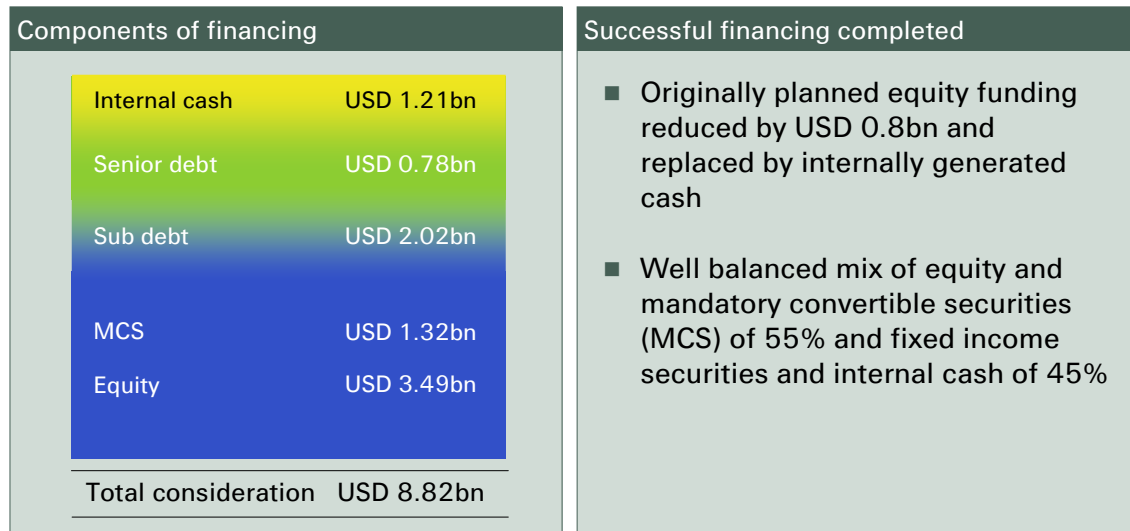 Components of financing
Internal cash USD 1.21bn
Senior debt USD 0.78bn
Sub debt USD 2.02bn
MCS USD 1.32bn
Equity USD 3.49bn
Total consideration USD 8.82bn
Successful financing completed
Originally planned equity funding
reduced by USD 0.8bn and
replaced by internally generated
cash
Well balanced mix of equity and
mandatory convertible securities
(MCS) of 55% and fixed income
securities and internal cash of 45%